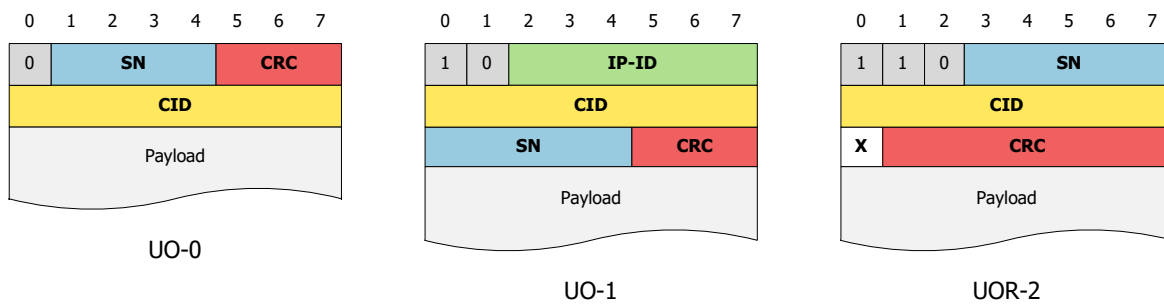 0 1 2 3 4 5 6 7
0 SN CRC
CID
Payload
UO-0
0 1 2 3 4 5 6 7
1 0 IP-ID
CID
SN CRC
Payload
UO-1
0 1 2 3 4 5 6 7
1 1 0 SN
CID
X CRC
Payload
UOR-2